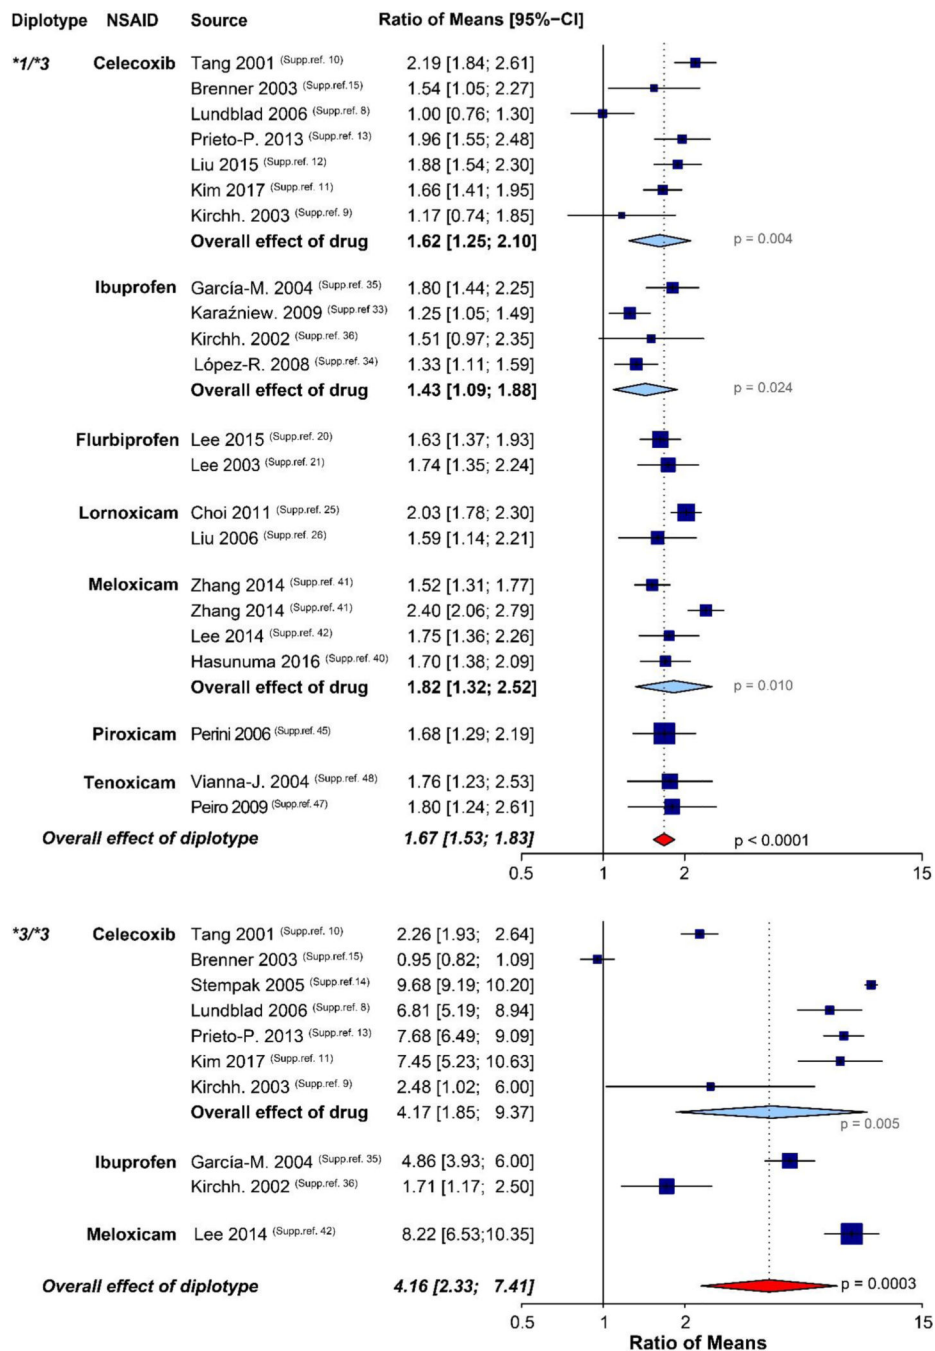 Diplotype NSAID Source Ratio of Means [95%−CI]
*1/*3 Celecoxib Tang 2001 (Supp.ref. 10) 2.19 [1.84; 2.61]
Brenner 2003 (Supp.ref.15) 1.54 [1.05; 2.27]
Lundblad 2006 (Supp.ref. 8) 1.00 [0.76; 1.30]
Prieto-P. 2013 (Supp.ref. 13) 1.96 [1.55; 2.48]
Liu 2015 (Supp.ref. 12) 1.88 [1.54; 2.30]
Kim 2017 (Supp.ref. 11) 1.66 [1.41; 1.95]
Kirchh. 2003 (Supp.ref. 9) 1.17 [0.74; 1.85]
Overall effect of drug 1.62 [1.25; 2.10] p = 0.004
Ibuprofen García-M. 2004 (Supp.ref. 35) 1.80 [1.44; 2.25]
Karaźniew. 2009 (Supp.ref 33) 1.25 [1.05; 1.49]
Kirchh. 2002 (Supp.ref. 36) 1.51 [0.97; 2.35]
López-R. 2008 (Supp.ref. 34) 1.33 [1.11; 1.59]
Overall effect of drug 1.43 [1.09; 1.88] p = 0.024
Flurbiprofen Lee 2015 (Supp.ref. 20) 1.63 [1.37; 1.93]
Lee 2003 (Supp.ref. 21) 1.74 [1.35; 2.24]
Lornoxicam Choi 2011 (Supp.ref. 25) 2.03 [1.78; 2.30]
Liu 2006 (Supp.ref. 26) 1.59 [1.14; 2.21]
Meloxicam Zhang 2014 (Supp.ref. 41) 1.52 [1.31; 1.77]
Zhang 2014 (Supp.ref. 41) 2.40 [2.06; 2.79]
Lee 2014 (Supp.ref. 42) 1.75 [1.36; 2.26]
Hasunuma 2016 (Supp.ref. 40) 1.70 [1.38; 2.09]
Overall effect of drug 1.82 [1.32; 2.52] p = 0.010
Piroxicam Perini 2006 (Supp.ref. 45) 1.68 [1.29; 2.19]
Tenoxicam Vianna-J. 2004 (Supp.ref. 48) 1.76 [1.23; 2.53]
Peiro 2009 (Supp.ref. 47) 1.80 [1.24; 2.61]
Overall effect of diplotype 1.67 [1.53; 1.83] p < 0.0001
0.5 1 2 15
*3/*3 Celecoxib Tang 2001 (Supp.ref. 10) 2.26 [1.93; 2.64]
Brenner 2003 (Supp.ref.15) 0.95 [0.82; 1.09]
Stempak 2005 (Supp.ref.14) 9.68 [9.19; 10.20]
Lundblad 2006 (Supp.ref. 8) 6.81 [5.19; 8.94]
Prieto-P. 2013 (Supp.ref. 13) 7.68 [6.49; 9.09]
Kim 2017 (Supp.ref. 11) 7.45 [5.23; 10.63]
Kirchh. 2003 (Supp.ref. 9) 2.48 [1.02; 6.00]
Overall effect of drug 4.17 [1.85; 9.37] p = 0.005
Ibuprofen García-M. 2004 (Supp.ref. 35) 4.86 [3.93; 6.00]
Kirchh. 2002 (Supp.ref. 36) 1.71 [1.17; 2.50]
Meloxicam Lee 2014 (Supp.ref. 42) 8.22 [6.53;10.35]
Overall effect of diplotype 4.16 [2.33; 7.41] p = 0.0003
0.5 1 2 15
Ratio of Means